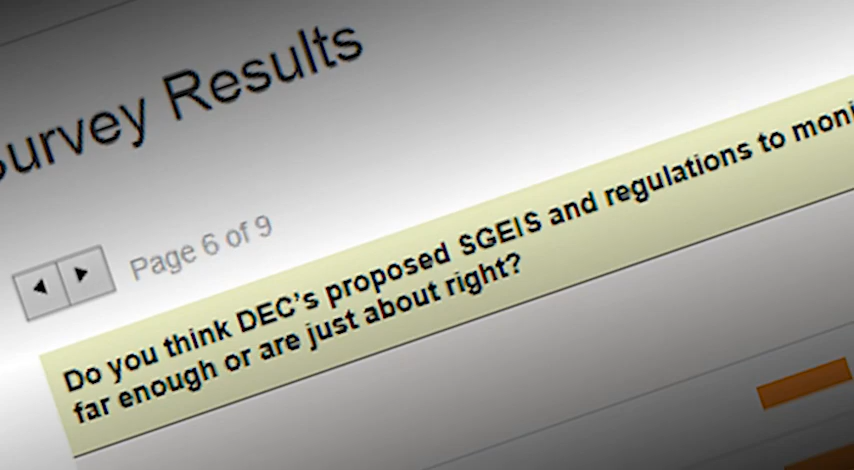 Survey Results
Page 6 of 9
Do you think DEC's proposed SGEIS and regulations to moni
far enough or are just about right?